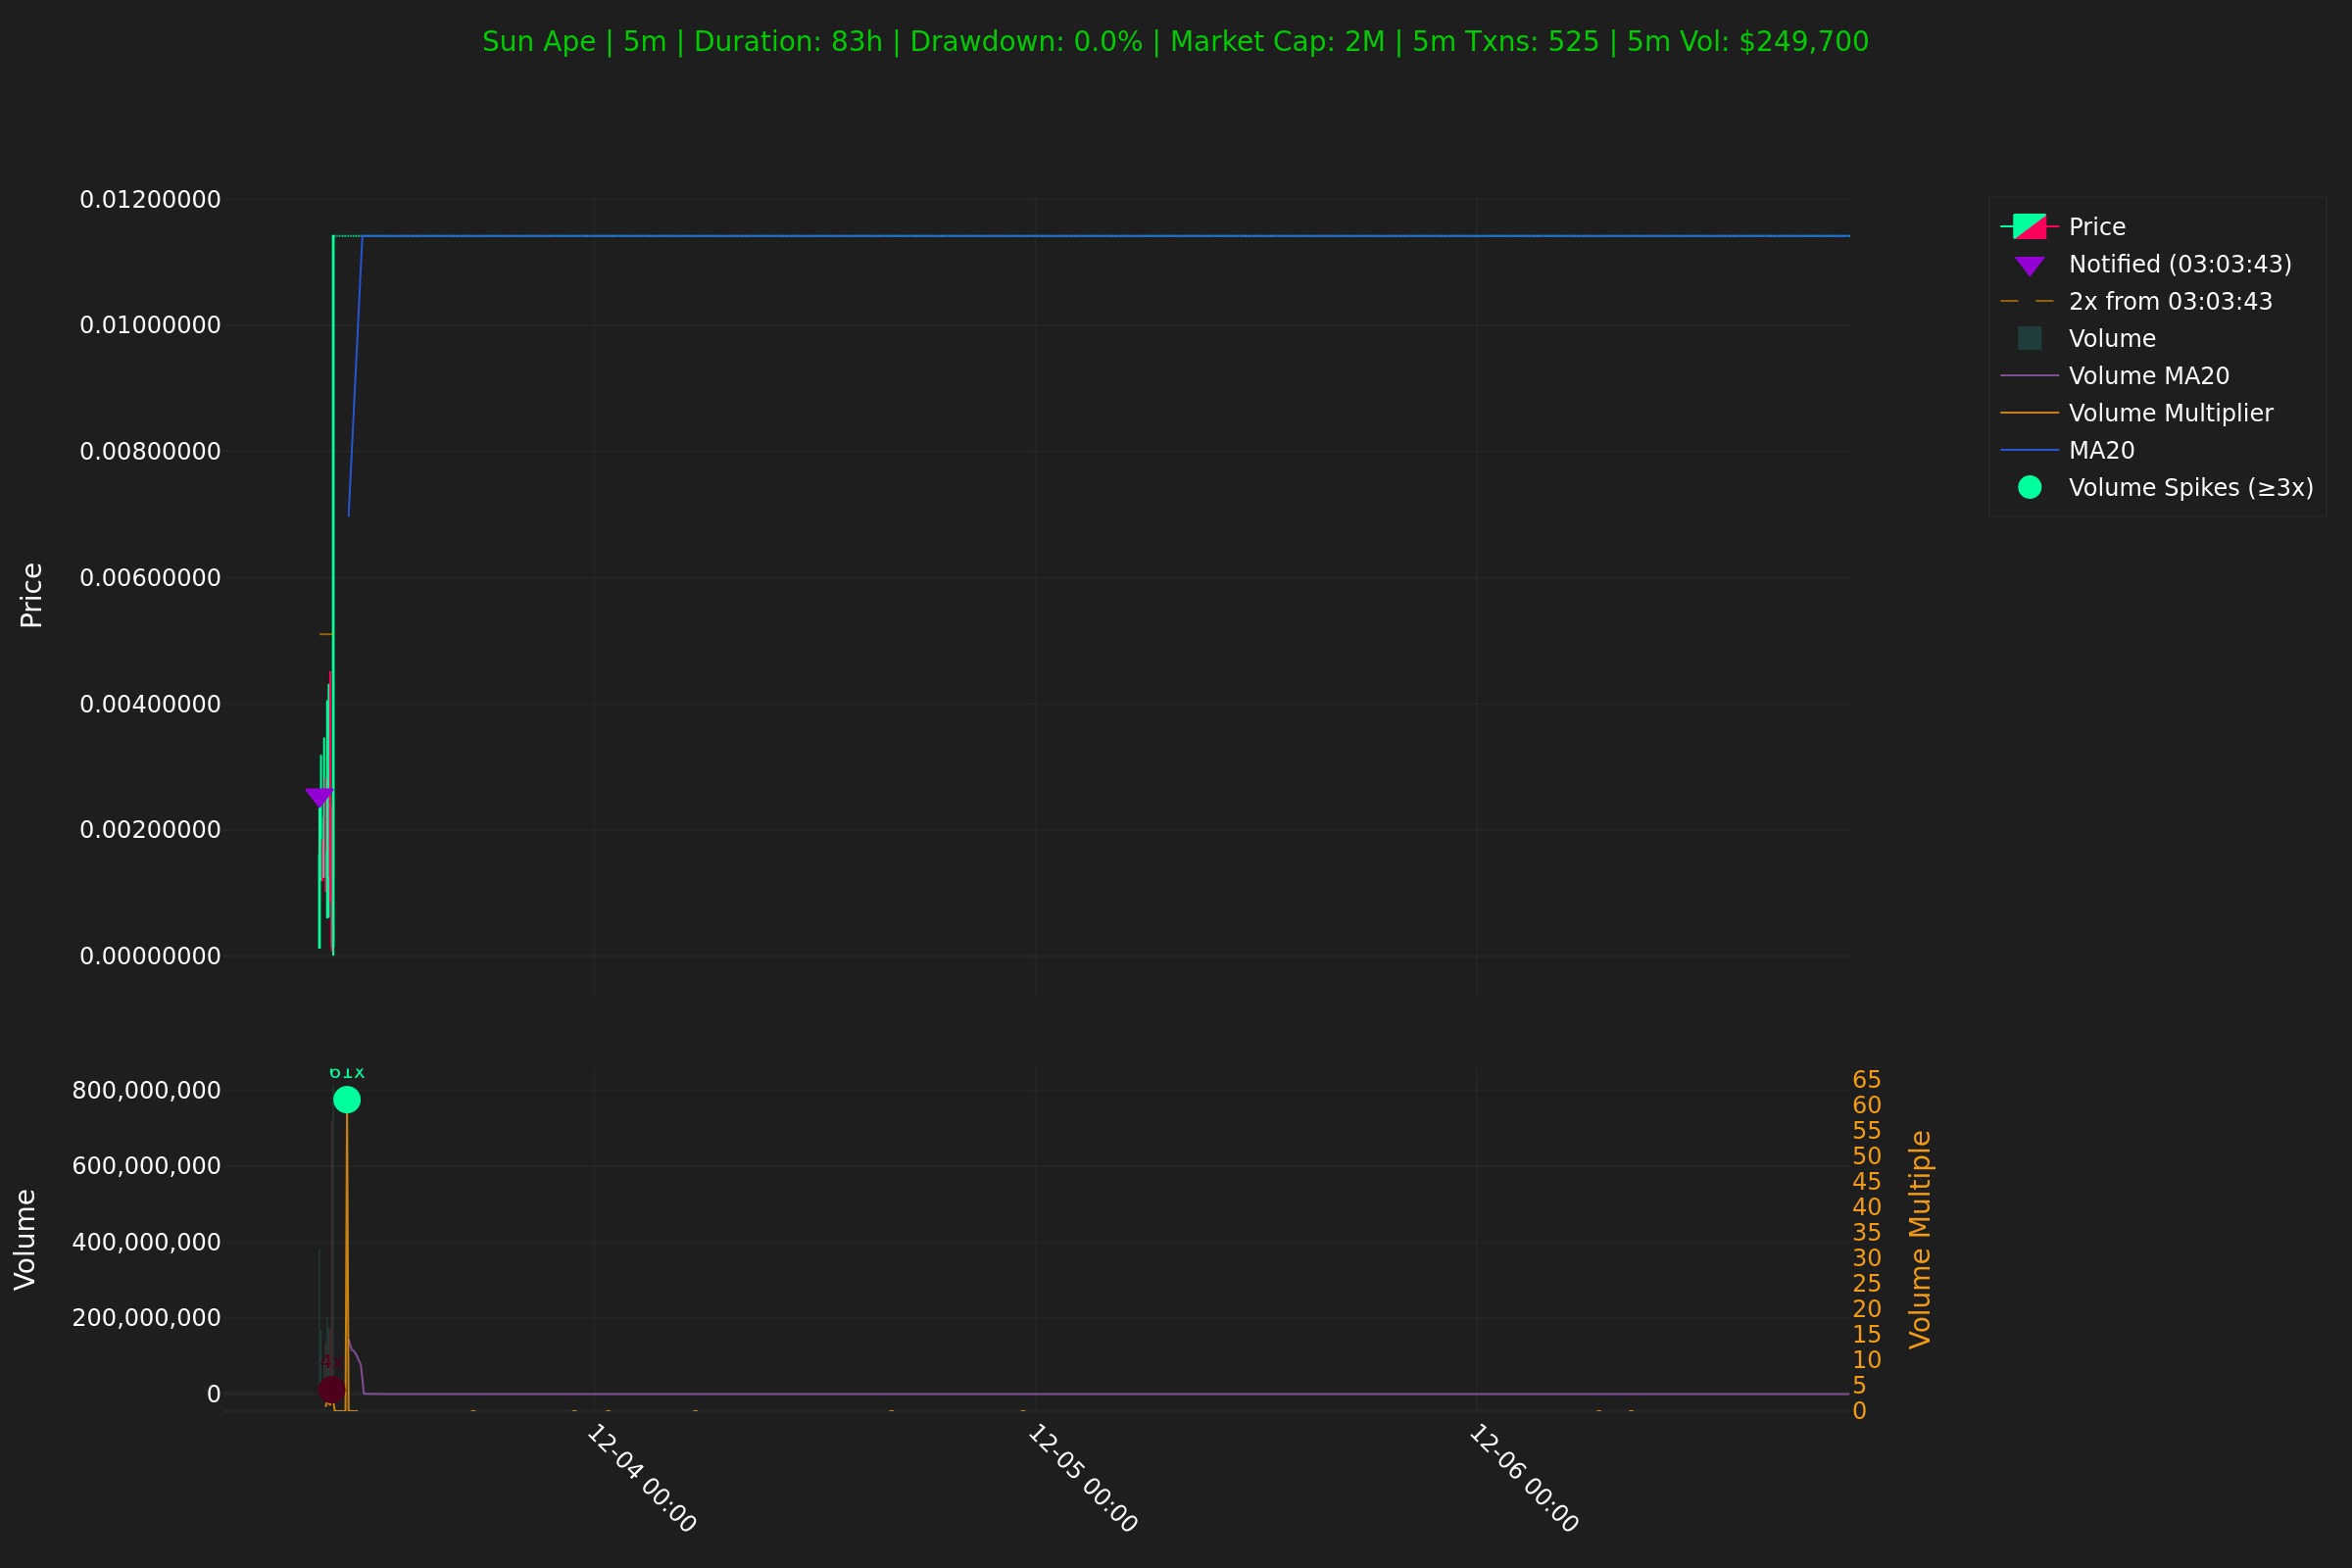 Sun Ape | 5m | Duration: 83h | Drawdown: 0.0% | Market Cap: 2M | 5m Txns: 525 | 5m Vol: $249,700
Price
0.01200000
0.01000000
0.00800000
0.00600000
0.00400000
0.00200000
0.00000000
Price
Notified (03:03:43)
2x from 03:03:43
Volume
Volume MA20
Volume Multiplier
MA20
Volume Spikes (≥3x)
Volume
800,000,000
600,000,000
400,000,000
200,000,000
0
61x
65
60
55
50
45
40
35
30
25
20
15
10
5
0
Volume Multiple
12-04 00:00
12-05 00:00
12-06 00:00